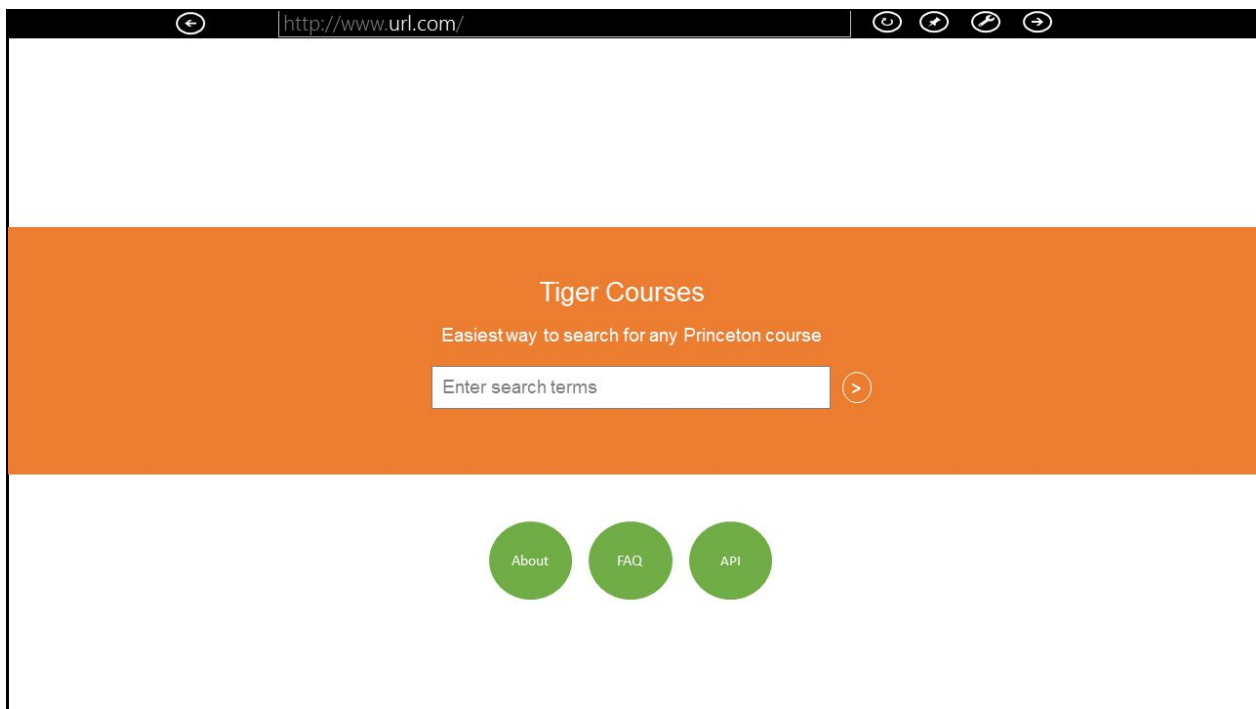 http://www.url.com/
Tiger Courses
Easiest way to search for any Princeton course
Enter search terms
>
About
FAQ
API